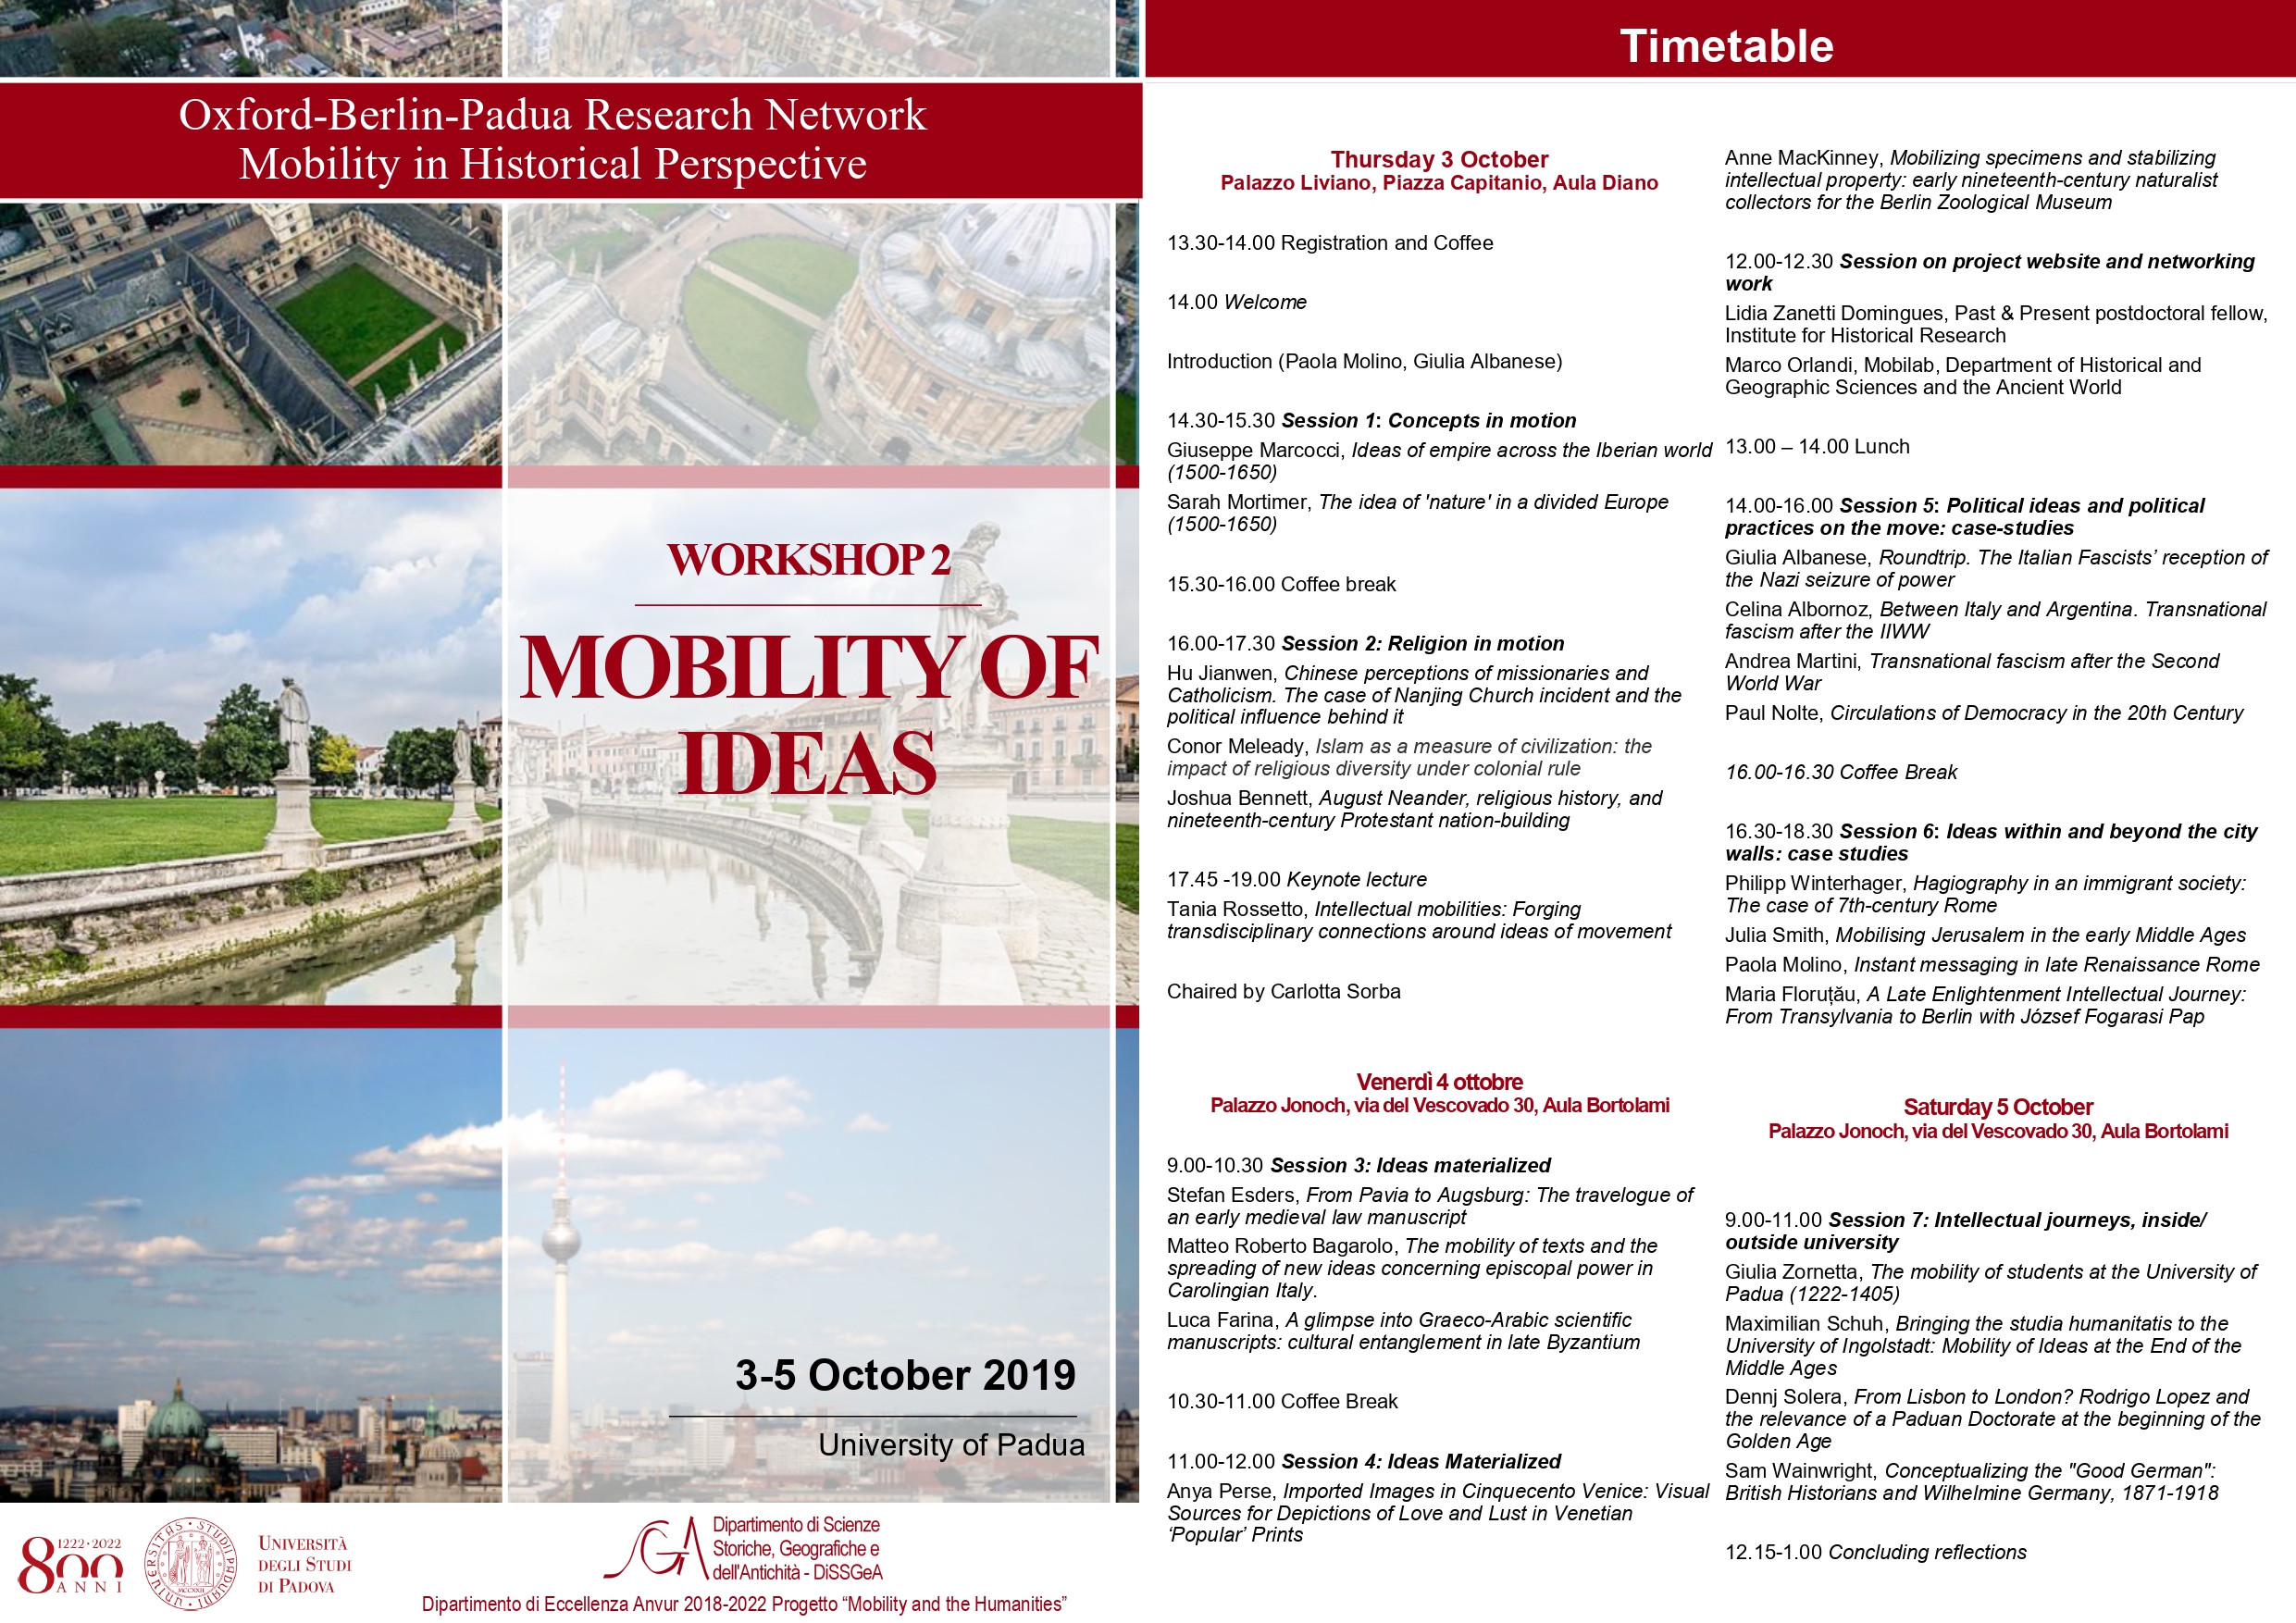 Oxford-Berlin-Padua Research Network
Mobility in Historical Perspective
WORKSHOP 2
MOBILITY OF
IDEAS
3-5 October 2019
University of Padua
1222·2022
800
ANNI
UNIVERSITAS·STUDII PADUANI
MCCXXII
UNIVERSITÀ
DEGLI STUDI
DI PADOVA
SGA
Dipartimento di Scienze
Storiche, Geografiche e
dell'Antichità - DiSSGeA
Dipartimento di Eccellenza Anvur 2018-2022 Progetto “Mobility and the Humanities”
Timetable
Thursday 3 October
Palazzo Liviano, Piazza Capitanio, Aula Diano
13.30-14.00 Registration and Coffee
14.00 Welcome
Introduction (Paola Molino, Giulia Albanese)
14.30-15.30 Session 1: Concepts in motion
Giuseppe Marcocci, Ideas of empire across the Iberian world
(1500-1650)
Sarah Mortimer, The idea of 'nature' in a divided Europe
(1500-1650)
15.30-16.00 Coffee break
16.00-17.30 Session 2: Religion in motion
Hu Jianwen, Chinese perceptions of missionaries and
Catholicism. The case of Nanjing Church incident and the
political influence behind it
Conor Meleady, Islam as a measure of civilization: the
impact of religious diversity under colonial rule
Joshua Bennett, August Neander, religious history, and
nineteenth-century Protestant nation-building
17.45 -19.00 Keynote lecture
Tania Rossetto, Intellectual mobilities: Forging
transdisciplinary connections around ideas of movement
Chaired by Carlotta Sorba
Venerdì 4 ottobre
Palazzo Jonoch, via del Vescovado 30, Aula Bortolami
9.00-10.30 Session 3: Ideas materialized
Stefan Esders, From Pavia to Augsburg: The travelogue of
an early medieval law manuscript
Matteo Roberto Bagarolo, The mobility of texts and the
spreading of new ideas concerning episcopal power in
Carolingian Italy.
Luca Farina, A glimpse into Graeco-Arabic scientific
manuscripts: cultural entanglement in late Byzantium
10.30-11.00 Coffee Break
11.00-12.00 Session 4: Ideas Materialized
Anya Perse, Imported Images in Cinquecento Venice: Visual
Sources for Depictions of Love and Lust in Venetian
‘Popular’ Prints
Anne MacKinney, Mobilizing specimens and stabilizing
intellectual property: early nineteenth-century naturalist
collectors for the Berlin Zoological Museum
12.00-12.30 Session on project website and networking
work
Lidia Zanetti Domingues, Past & Present postdoctoral fellow,
Institute for Historical Research
Marco Orlandi, Mobilab, Department of Historical and
Geographic Sciences and the Ancient World
13.00 – 14.00 Lunch
14.00-16.00 Session 5: Political ideas and political
practices on the move: case-studies
Giulia Albanese, Roundtrip. The Italian Fascists’ reception of
the Nazi seizure of power
Celina Albornoz, Between Italy and Argentina. Transnational
fascism after the IIWW
Andrea Martini, Transnational fascism after the Second
World War
Paul Nolte, Circulations of Democracy in the 20th Century
16.00-16.30 Coffee Break
16.30-18.30 Session 6: Ideas within and beyond the city
walls: case studies
Philipp Winterhager, Hagiography in an immigrant society:
The case of 7th-century Rome
Julia Smith, Mobilising Jerusalem in the early Middle Ages
Paola Molino, Instant messaging in late Renaissance Rome
Maria Floruțău, A Late Enlightenment Intellectual Journey:
From Transylvania to Berlin with József Fogarasi Pap
Saturday 5 October
Palazzo Jonoch, via del Vescovado 30, Aula Bortolami
9.00-11.00 Session 7: Intellectual journeys, inside/
outside university
Giulia Zornetta, The mobility of students at the University of
Padua (1222-1405)
Maximilian Schuh, Bringing the studia humanitatis to the
University of Ingolstadt: Mobility of Ideas at the End of the
Middle Ages
Dennj Solera, From Lisbon to London? Rodrigo Lopez and
the relevance of a Paduan Doctorate at the beginning of the
Golden Age
Sam Wainwright, Conceptualizing the "Good German":
British Historians and Wilhelmine Germany, 1871-1918
12.15-1.00 Concluding reflections